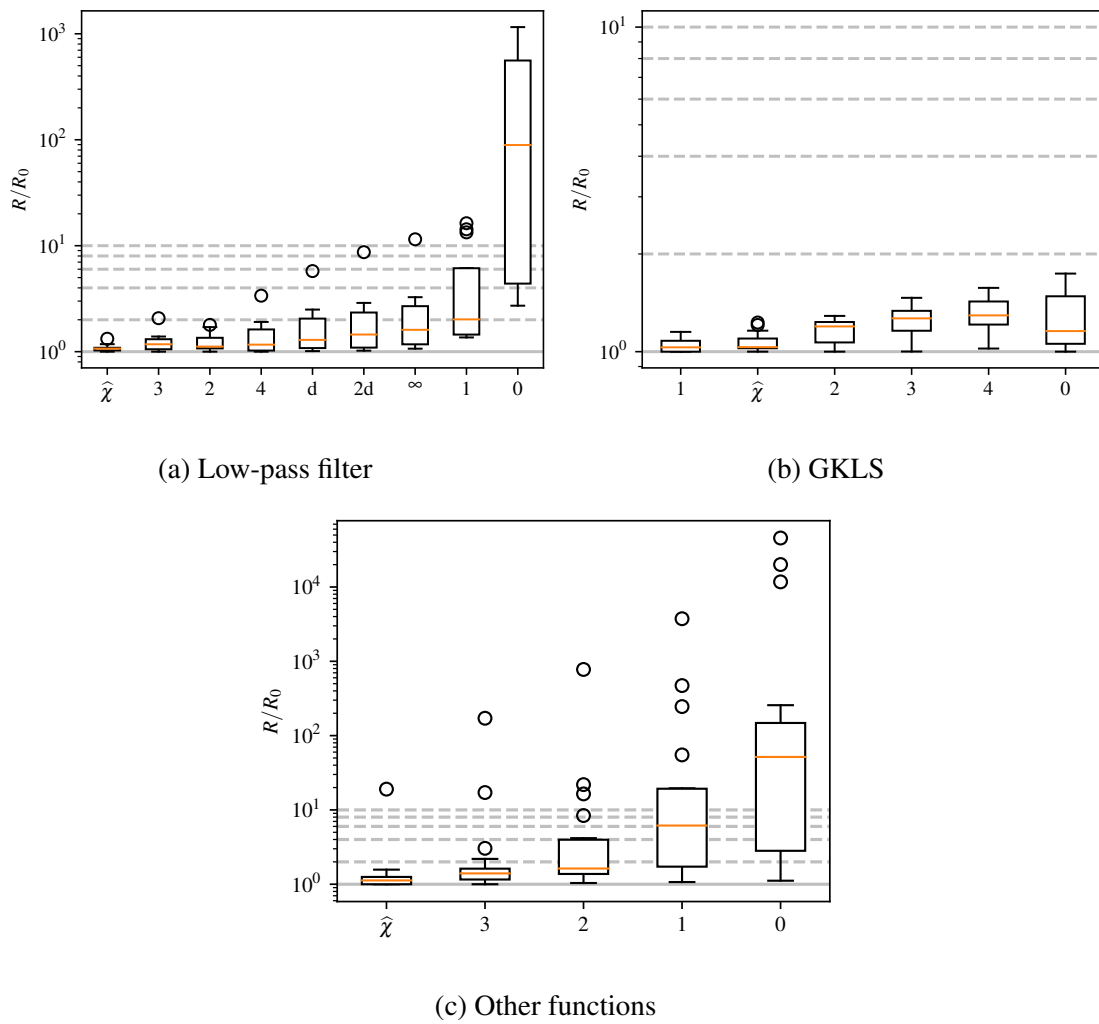 10³
10²
10¹
10⁰
R/R₀
χ̂ 3 2 4 d 2d ∞ 1 0
(a) Low-pass filter
10¹
10⁰
R/R₀
1 χ̂ 2 3 4 0
(b) GKLS
10⁴
10³
10²
10¹
10⁰
R/R₀
χ̂ 3 2 1 0
(c) Other functions